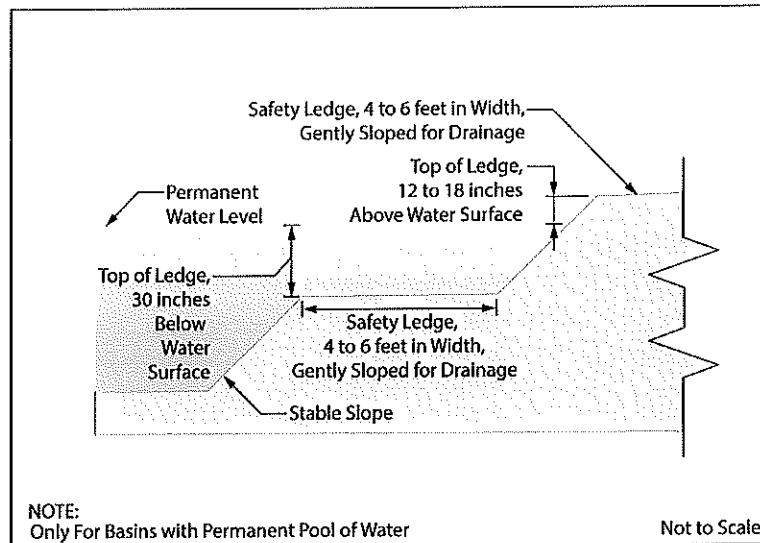 Safety Ledge, 4 to 6 feet in Width,
Gently Sloped for Drainage
Top of Ledge,
12 to 18 inches
Above Water Surface
Permanent
Water Level
Top of Ledge,
30 inches
Below
Water
Surface
Safety Ledge,
4 to 6 feet in Width,
Gently Sloped for Drainage
Stable Slope
NOTE:
Only For Basins with Permanent Pool of Water
Not to Scale